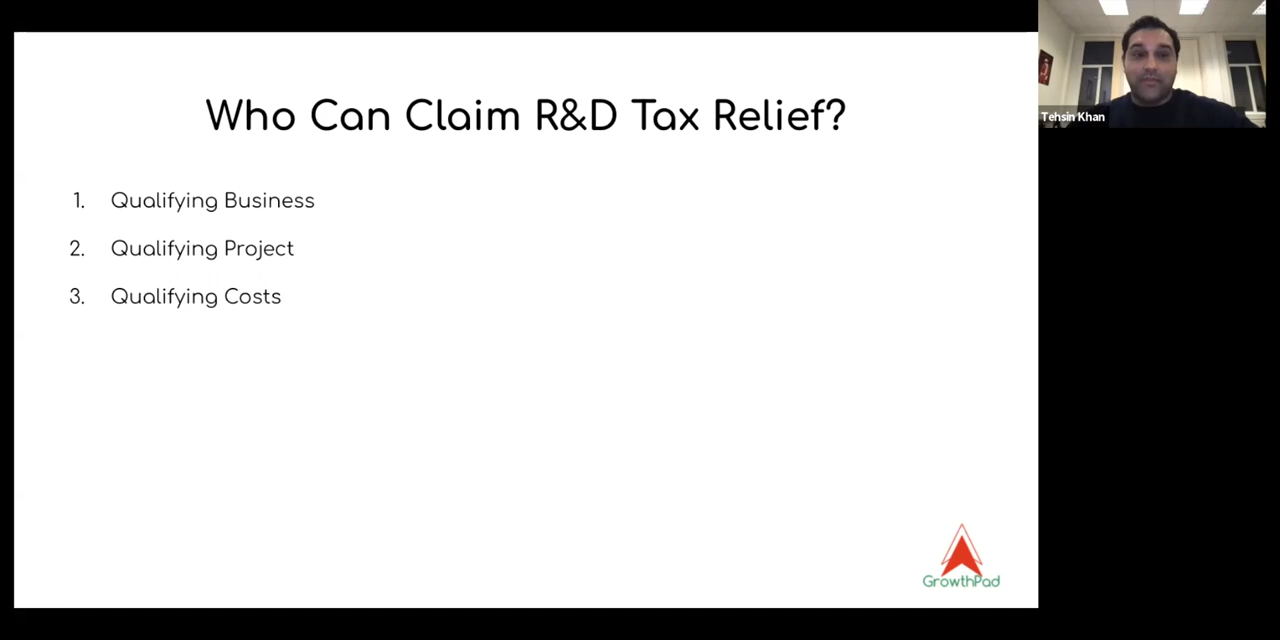 Who Can Claim R&D Tax Relief?
1. Qualifying Business
2. Qualifying Project
3. Qualifying Costs
GrowthPad
Tehsin Khan